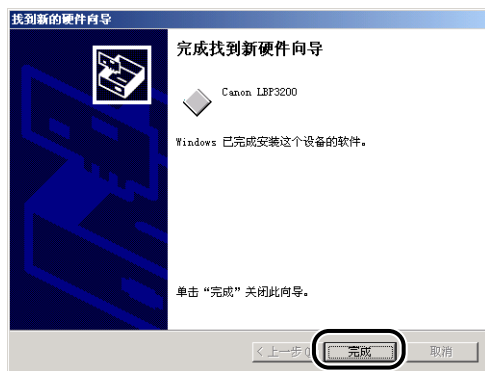 找到新的硬件向导
完成找到新硬件向导
Canon LBP3200
Windows 已完成安装这个设备的软件。
单击“完成”关闭此向导。
< 上一步 完成 取消